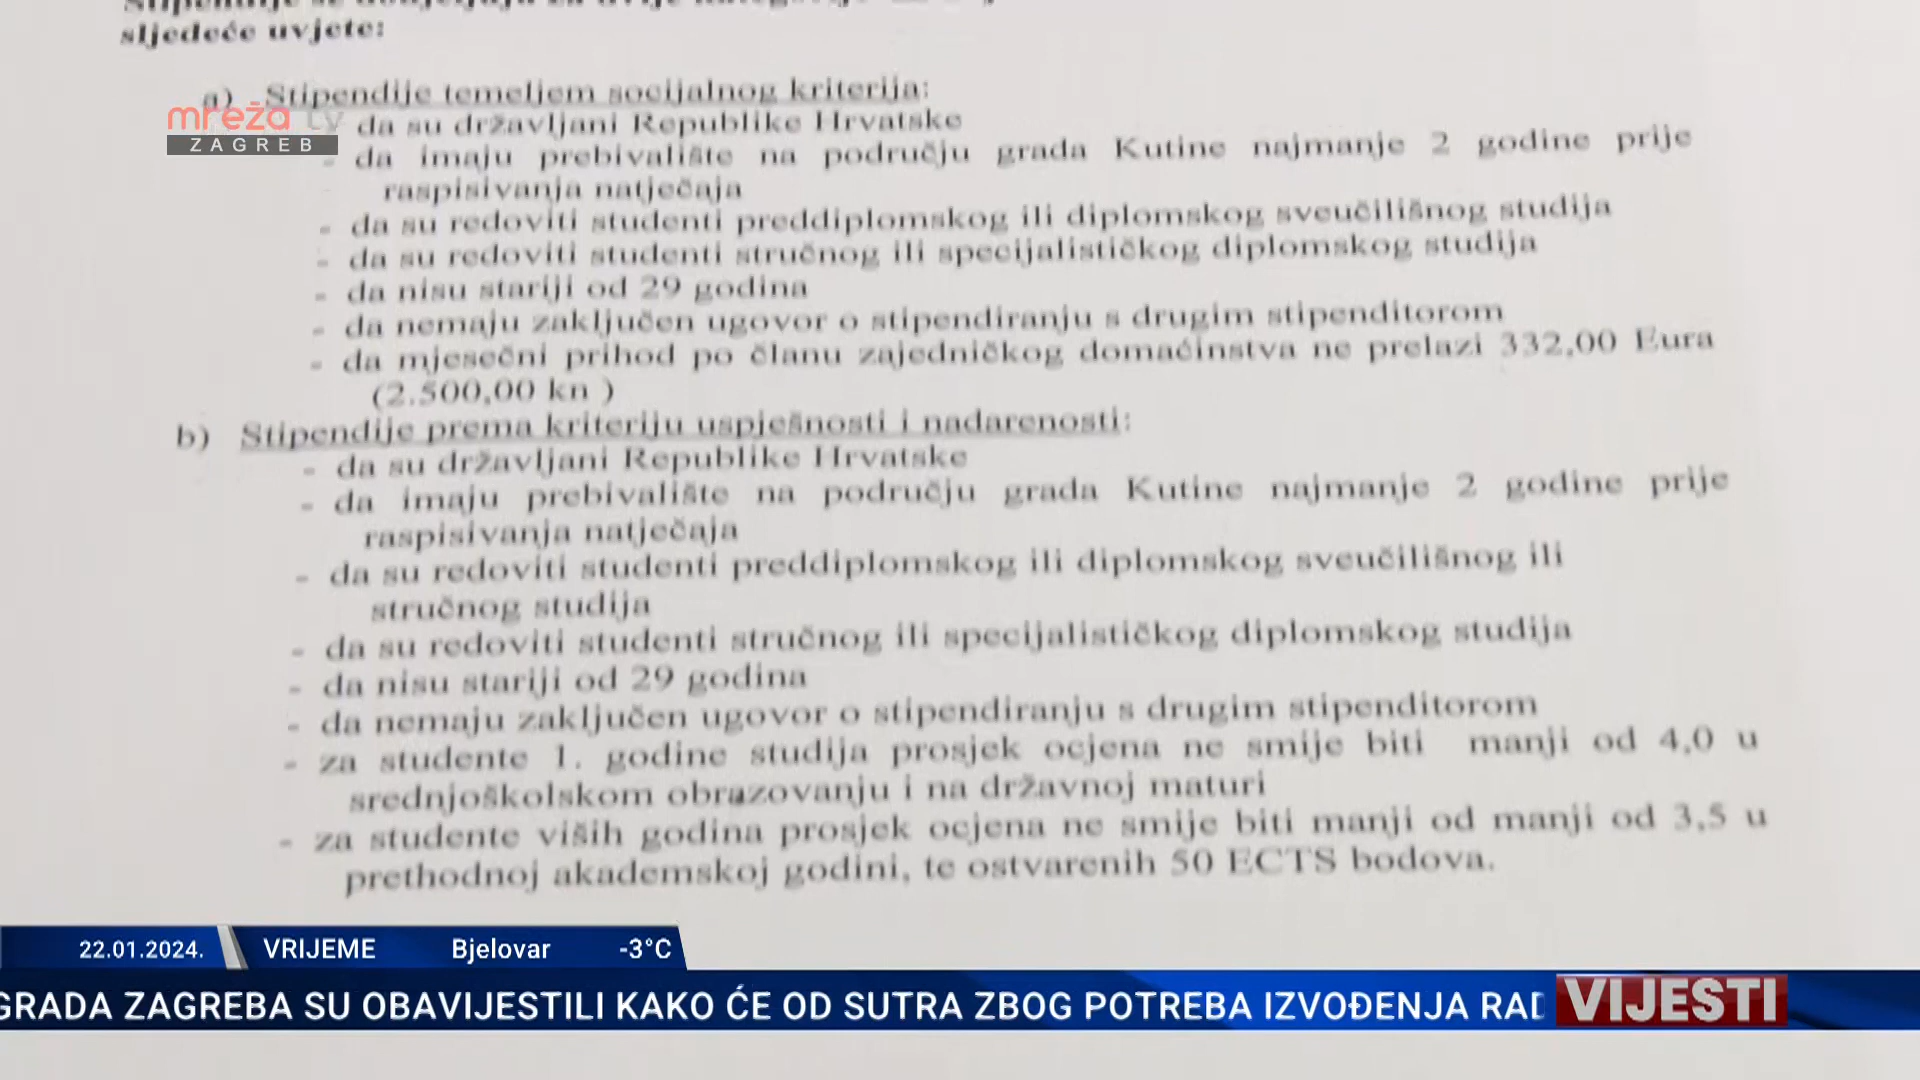 sljedeće uvjete:
a) Stipendije temeljem socijalnog kriterija:
mreža tv
ZAGREB
da su državljani Republike Hrvatske
- da imaju prebivalište na području grada Kutine najmanje 2 godine prije
raspisivanja natječaja
- da su redoviti studenti preddiplomskog ili diplomskog sveučilišnog studija
- da su redoviti studenti stručnog ili specijalističkog diplomskog studija
- da nisu stariji od 29 godina
- da nemaju zaključen ugovor o stipendiranju s drugim stipenditorom
- da mjesečni prihod po članu zajedničkog domaćinstva ne prelazi 332,00 Eura
(2.500,00 kn )
b) Stipendije prema kriteriju uspješnosti i nadarenosti:
- da su državljani Republike Hrvatske
- da imaju prebivalište na području grada Kutine najmanje 2 godine prije
raspisivanja natječaja
- da su redoviti studenti preddiplomskog ili diplomskog sveučilišnog ili
stručnog studija
- da su redoviti studenti stručnog ili specijalističkog diplomskog studija
- da nisu stariji od 29 godina
- da nemaju zaključen ugovor o stipendiranju s drugim stipenditorom
- za studente 1. godine studija prosjek ocjena ne smije biti manji od 4,0 u
srednjoškolskom obrazovanju i na državnoj maturi
- za studente viših godina prosjek ocjena ne smije biti manji od manji od 3,5 u
prethodnoj akademskoj godini, te ostvarenih 50 ECTS bodova.
22.01.2024. VRIJEME Bjelovar -3°C
GRADA ZAGREBA SU OBAVIJESTILI KAKO ĆE OD SUTRA ZBOG POTREBA IZVOĐENJA RAD
VIJESTI